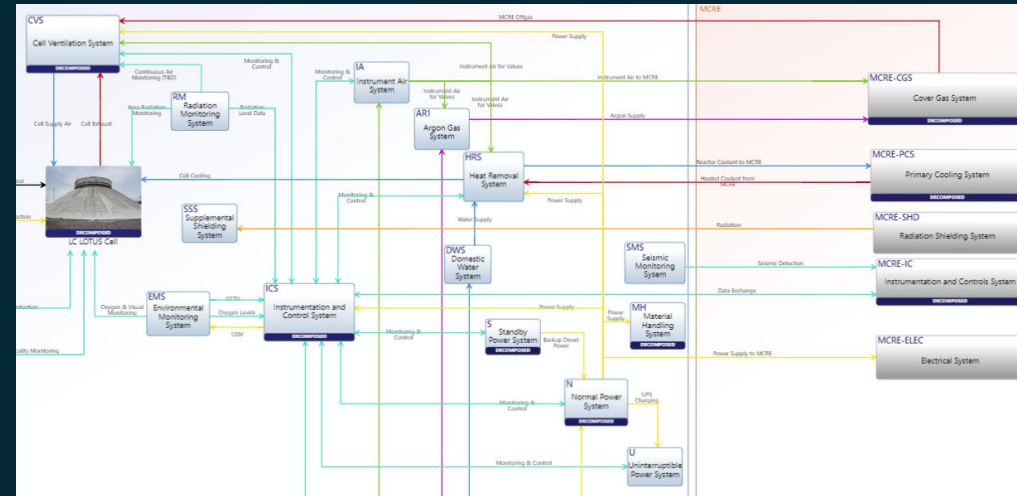 MCRE
MCRE Offgas
Power Supply
CVS
Cell Ventilation System
DECOMPOSED
Monitoring &
Control
Continuous Air
Monitoring (TBD)
Instrument air for Valves
Monitoring &
Control
IA
Instrument Air
System
Instrument Air to MCRE
MCRE-CGS
Cover Gas System
DECOMPOSED
Instrument Air
for Valves
Instrument Air
for Valves
RM
Radiation
Monitoring
System
Area Radiation
Monitoring
Radiation
Level Data
AR1
Argon Gas
System
Argon Supply
Cell Supply Air
Cell Exhaust
HRS
Heat Removal
System
Reactor Coolant to MCRE
Heated Coolant from
MCRE
MCRE-PCS
Primary Cooling System
DECOMPOSED
Cell Cooling
Monitoring &
Control
Power Supply
DECOMPOSED
LC LOTUS Cell
SSS
Supplemental
Shielding
System
Water Supply
Radiation
MCRE-SHD
Radiation Shielding System
DWS
Domestic
Water
System
SMS
Seismic
Monitoring
Sysem
Seismic Detection
MCRE-IC
Instrumentation and Controls System
DECOMPOSED
Data Exchange
Oxygen & Visual
Monitoring
EMS
Environmental
Monitoring
System
CCTV
Oxygen Levels
120V
ICS
Instrumentation and
Control System
DECOMPOSED
Power Supply
Power
Supply
MH
Material
Handling
System
DECOMPOSED
Monitoring &
Control
S
Standby
Power System
DECOMPOSED
Backup Diesel
Power
Power Supply to MCRE
MCRE-ELEC
Electrical System
N
Normal Power
System
DECOMPOSED
UPS
Charging
Monitoring &
Control
Monitoring & Control
U
Uninterruptible
Power System